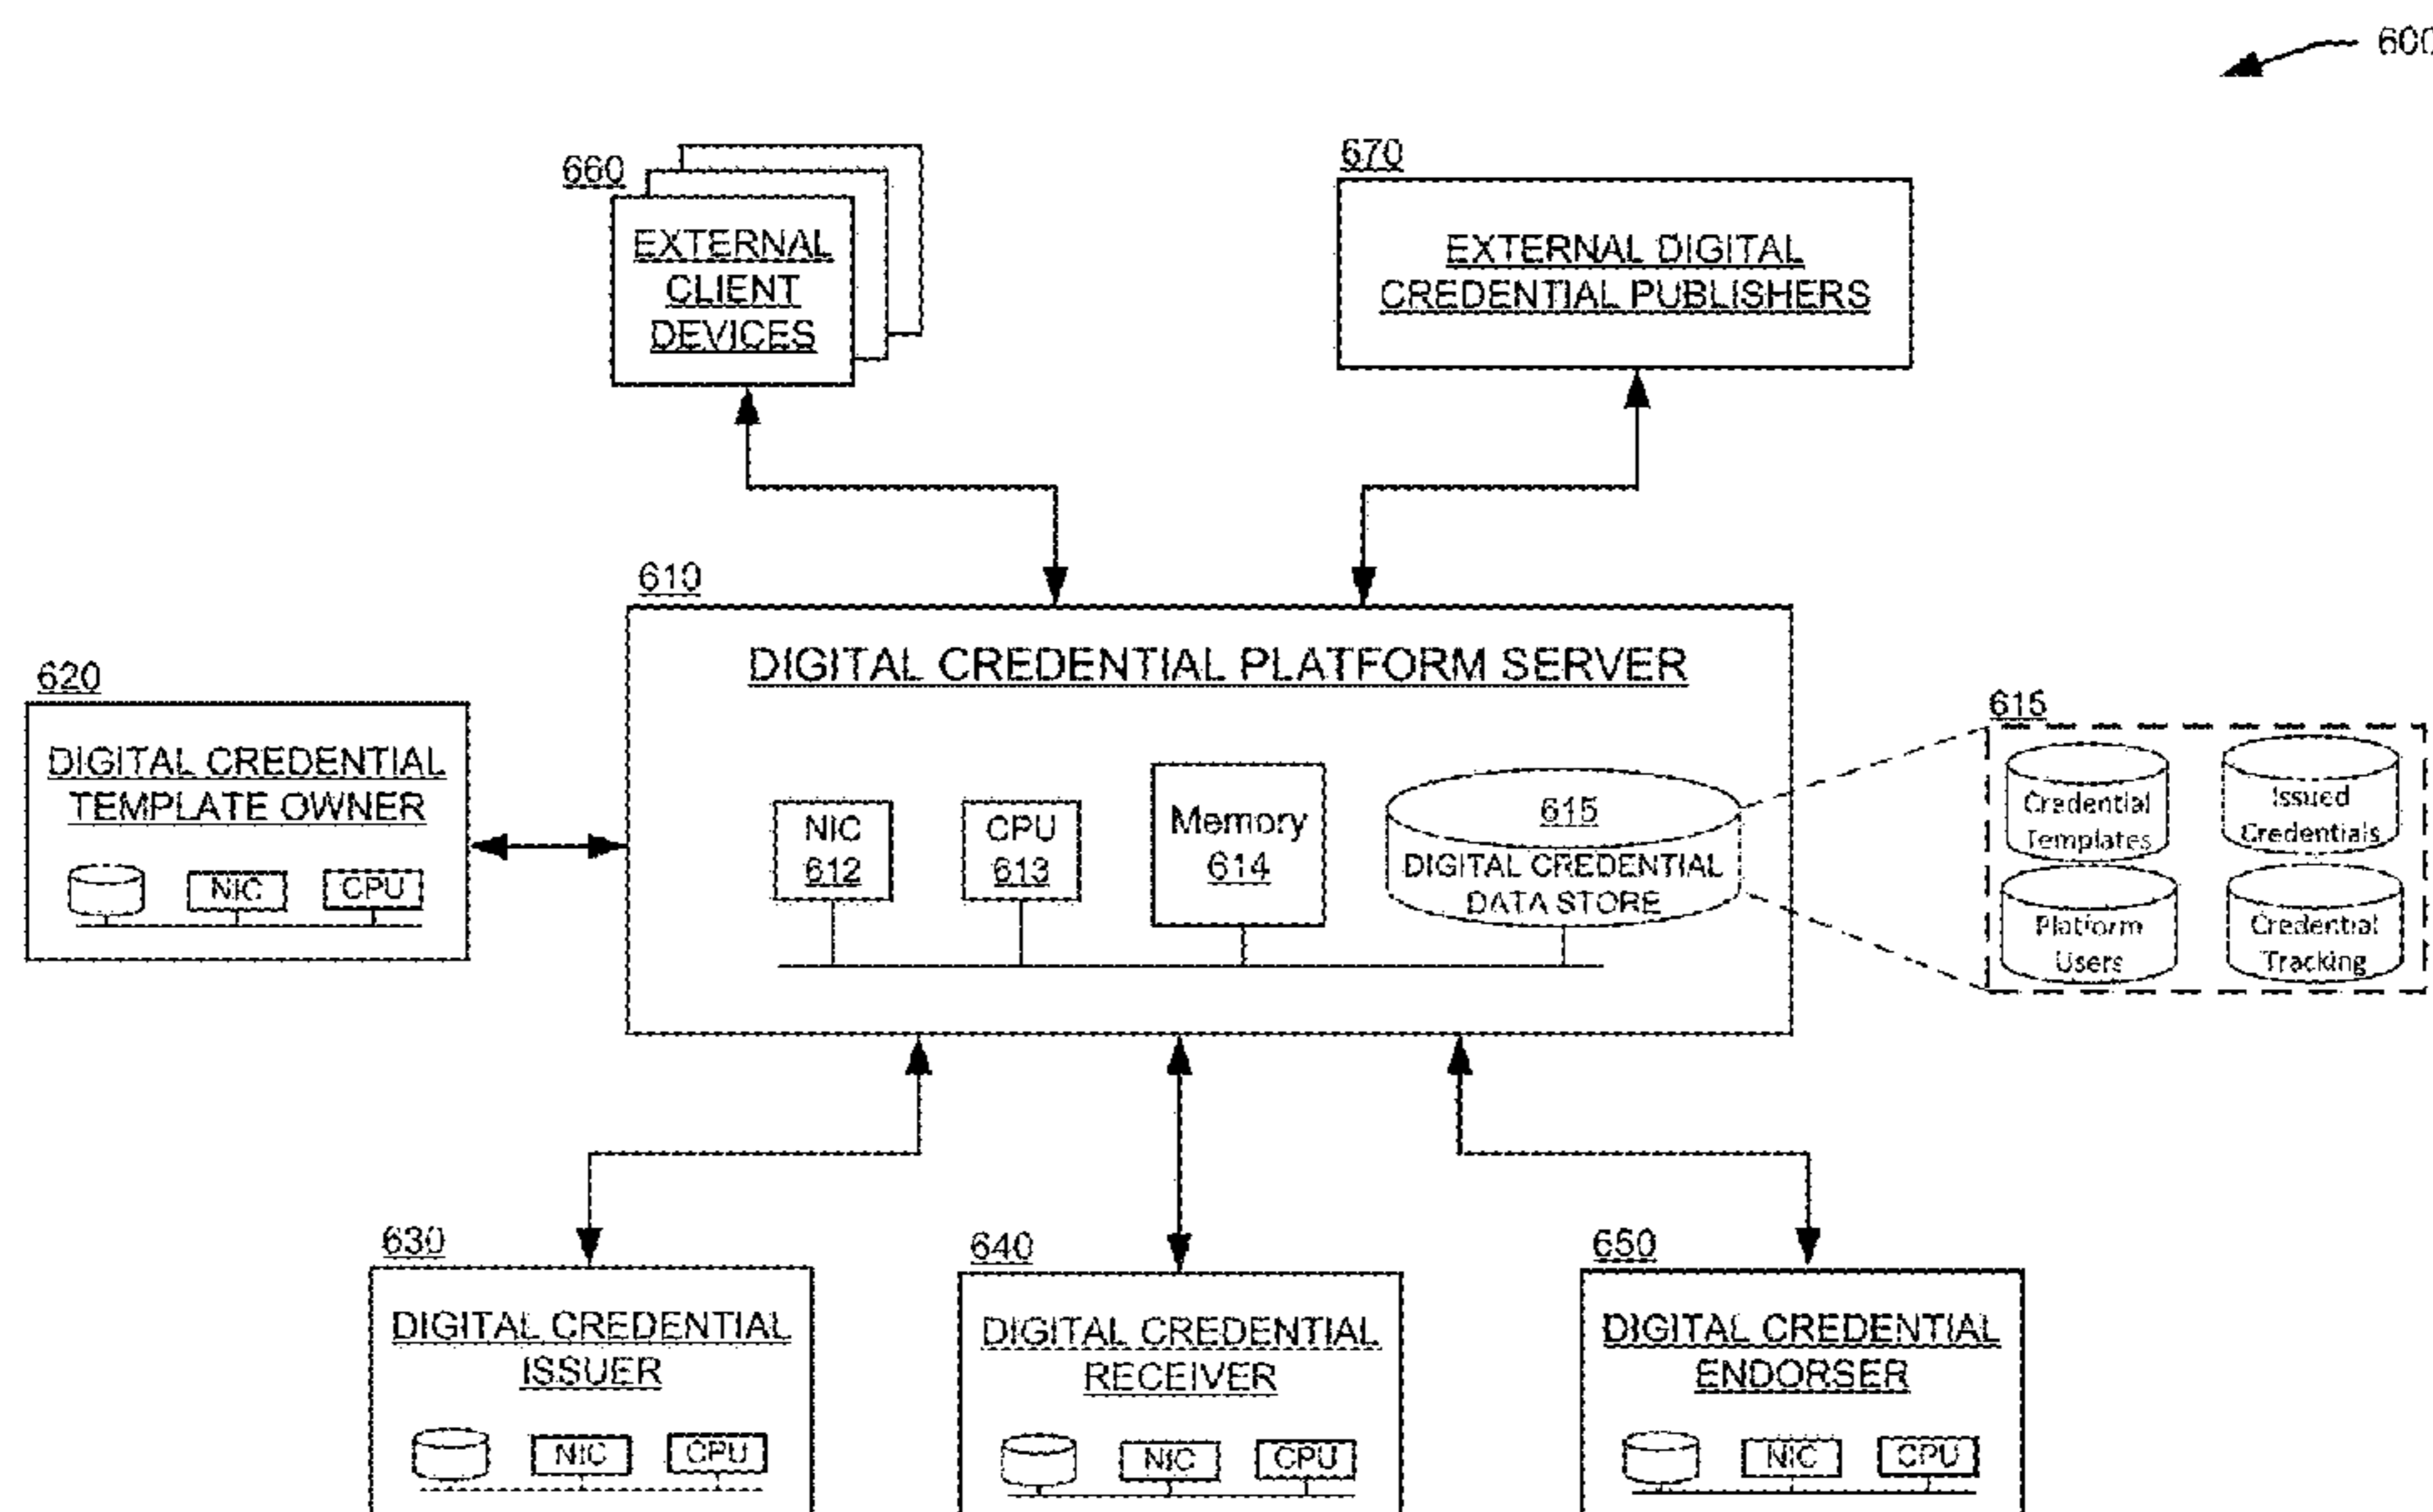 600
660
EXTERNAL
CLIENT
DEVICES
670
EXTERNAL DIGITAL
CREDENTIAL PUBLISHERS
610
DIGITAL CREDENTIAL PLATFORM SERVER
NIC
612
CPU
613
Memory
614
615
DIGITAL CREDENTIAL
DATA STORE
620
DIGITAL CREDENTIAL
TEMPLATE OWNER
NIC
CPU
615
Credential
Templates
Issued
Credentials
Platform
Users
Credential
Tracking
630
DIGITAL CREDENTIAL
ISSUER
NIC
CPU
640
DIGITAL CREDENTIAL
RECEIVER
NIC
CPU
650
DIGITAL CREDENTIAL
ENDORSER
NIC
CPU